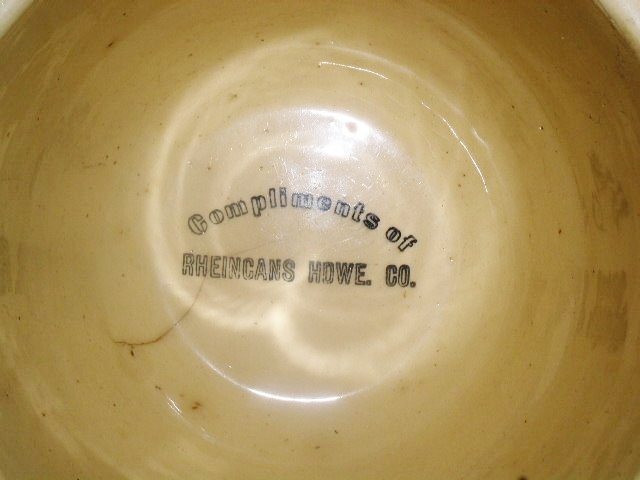 Compliments of
RHEINCANS HDWE. CO.